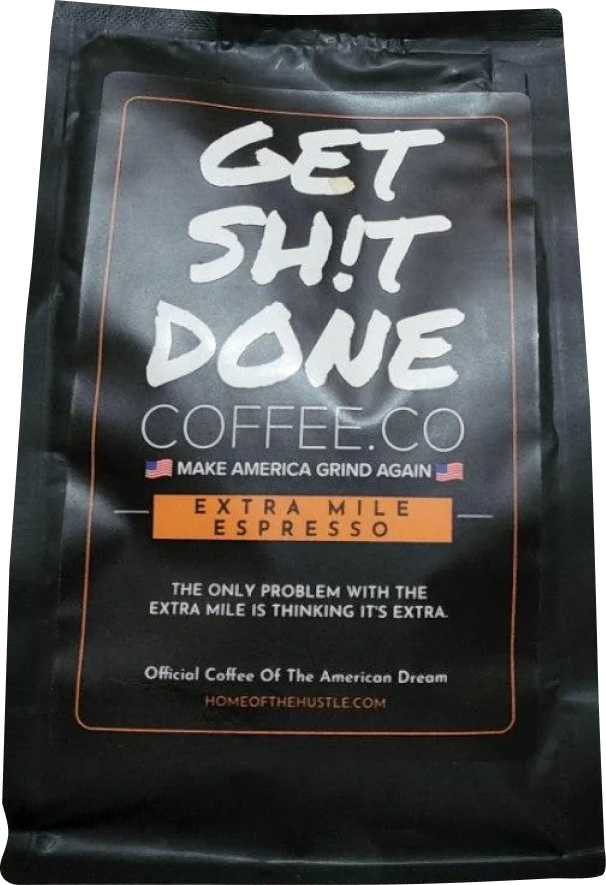 GET
SH!T
DONE
COFFEE.CO
MAKE AMERICA GRIND AGAIN
EXTRA MILE
ESPRESSO
THE ONLY PROBLEM WITH THE
EXTRA MILE IS THINKING IT'S EXTRA.
Official Coffee Of The American Dream
HOMEOFTHEHUSTLE.COM